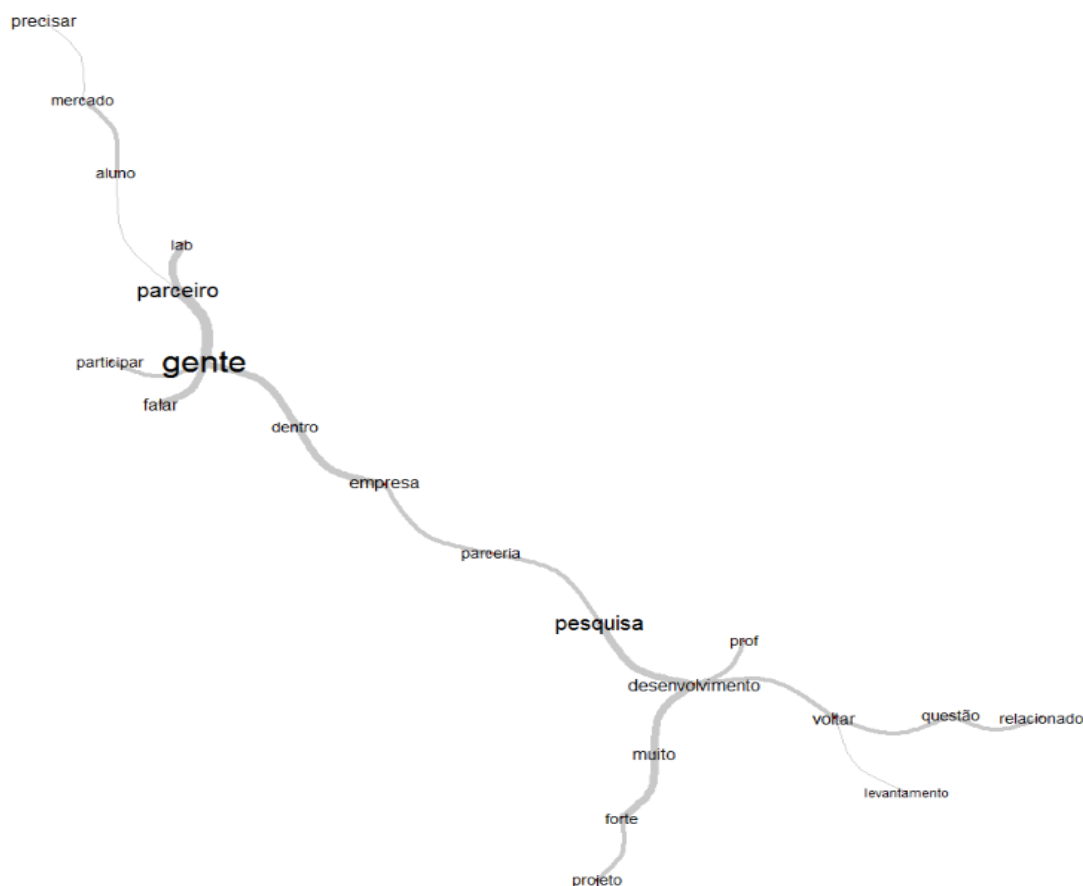 precisar
mercado
aluno
lab
parceiro
participar
gente
falar
dentro
empresa
parceria
pesquisa
prof
desenvolvimento
voltar
questão
relacionado
muito
levantamento
forte
projeto